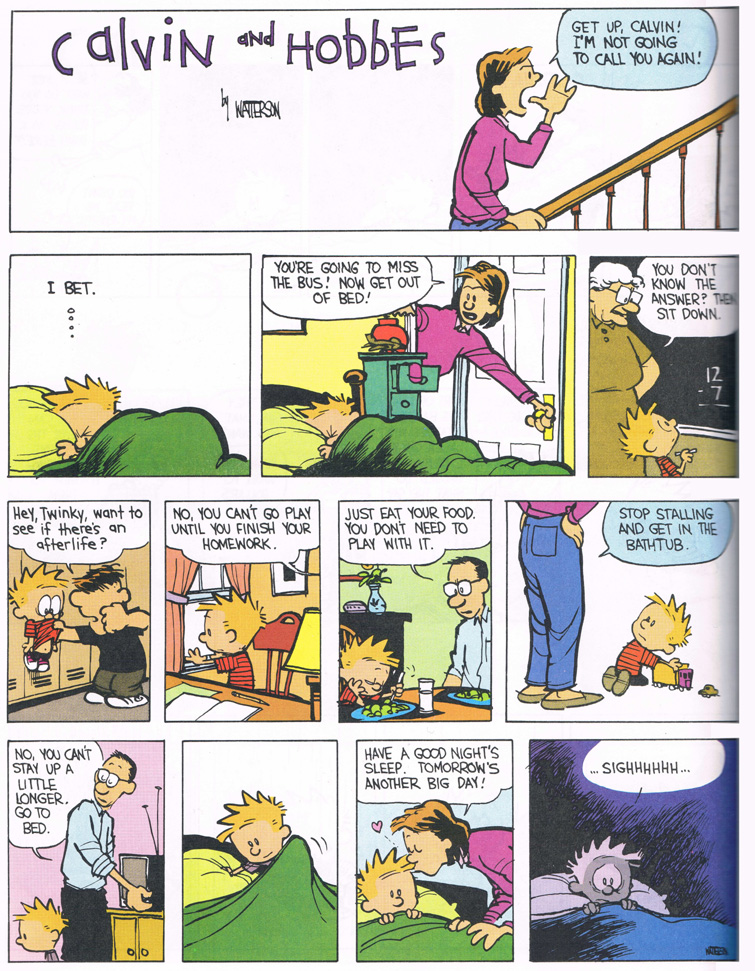 Calvin and HobbEs
by WATTERSON
GET UP, CALVIN!
I'M NOT GOING
TO CALL YOU AGAIN!
I BET.
YOU'RE GOING TO MISS
THE BUS! NOW GET OUT
OF BED!
YOU DON'T
KNOW THE
ANSWER? THEN
SIT DOWN.
12
-7
Hey, Twinky, want to
see if there's an
afterlife?
NO, YOU CAN'T GO PLAY
UNTIL YOU FINISH YOUR
HOMEWORK.
JUST EAT YOUR FOOD.
YOU DON'T NEED TO
PLAY WITH IT.
STOP STALLING
AND GET IN THE
BATHTUB.
NO, YOU CAN'T
STAY UP A
LITTLE
LONGER.
GO TO
BED.
HAVE A GOOD NIGHT'S
SLEEP. TOMORROW'S
ANOTHER BIG DAY!
... SIGHHHHHH...
WATTERSON